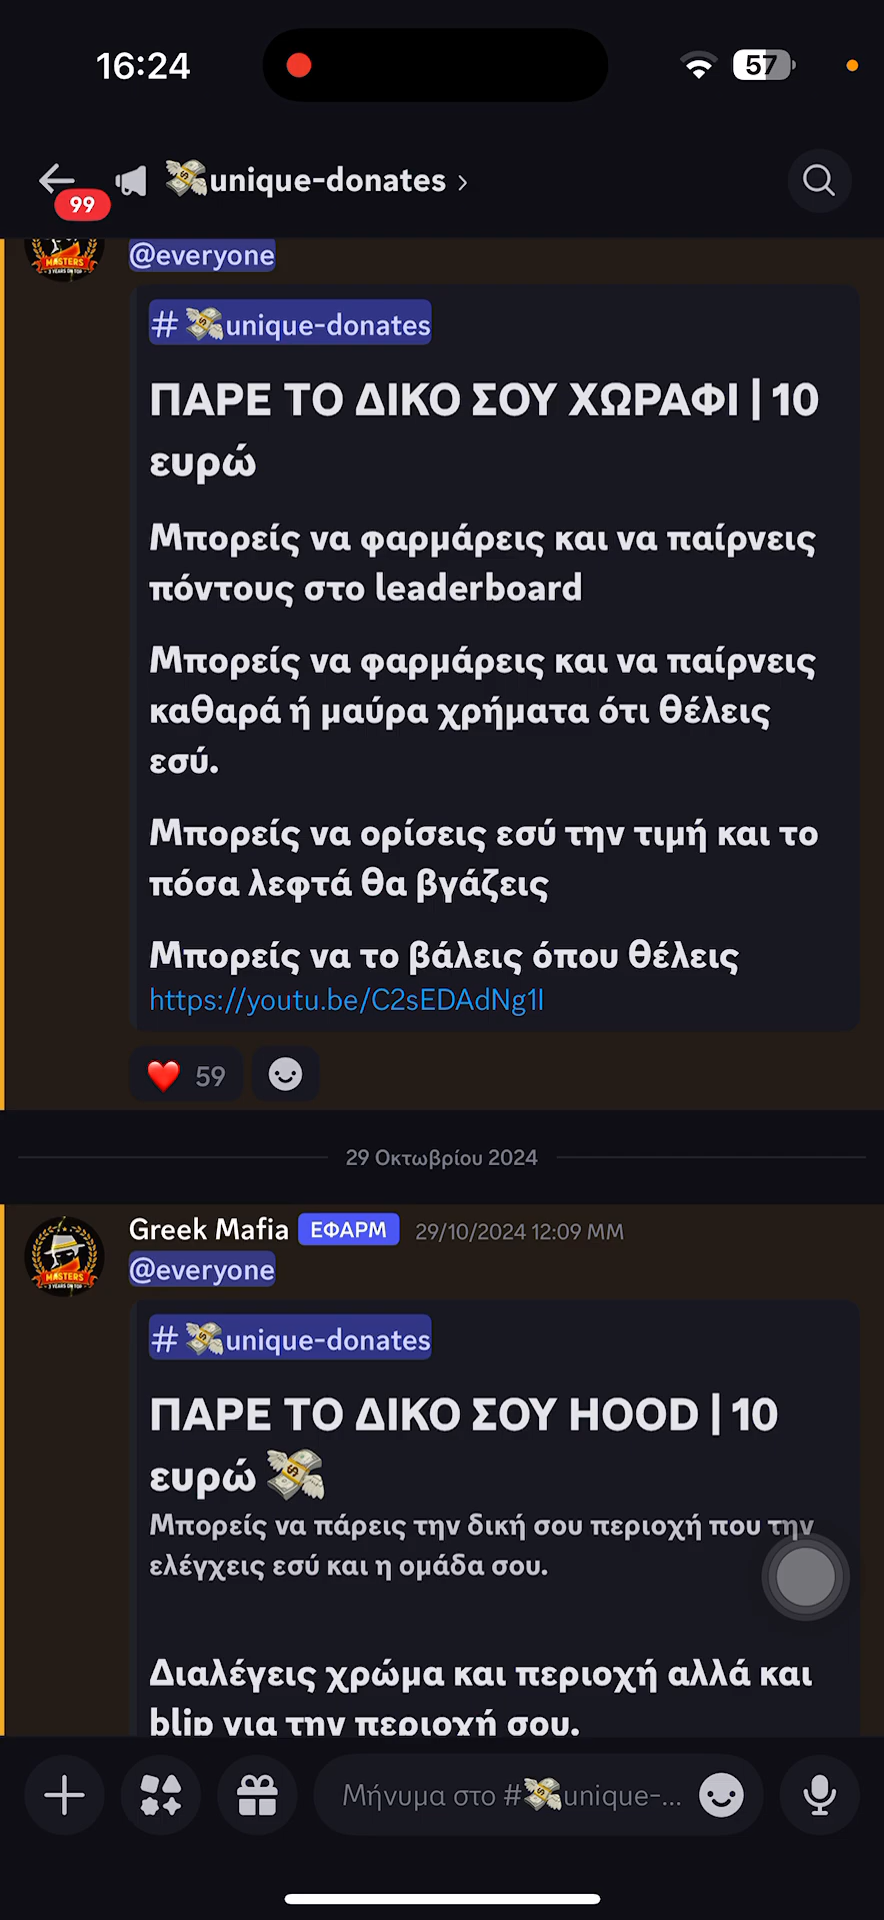 16:24
57
99
💸unique-donates ›
MASTERS
@everyone
# 💸unique-donates
ΠΑΡΕ ΤΟ ΔΙΚΟ ΣΟΥ ΧΩΡΑΦΙ | 10
ευρώ
Μπορείς να φαρμάρεις και να παίρνεις
πόντους στο leaderboard
Μπορείς να φαρμάρεις και να παίρνεις
καθαρά ή μαύρα χρήματα ότι θέλεις
εσύ.
Μπορείς να ορίσεις εσύ την τιμή και το
πόσα λεφτά θα βγάζεις
Μπορείς να το βάλεις όπου θέλεις
https://youtu.be/C2sEDAdNg1I
❤️ 59
29 Οκτωβρίου 2024
Greek Mafia ΕΦΑΡΜ 29/10/2024 12:09 ΜΜ
MASTERS
@everyone
# 💸unique-donates
ΠΑΡΕ ΤΟ ΔΙΚΟ ΣΟΥ HOOD | 10
ευρώ 💸
Μπορείς να πάρεις την δική σου περιοχή που την
ελέγχεις εσύ και η ομάδα σου.
Διαλέγεις χρώμα και περιοχή αλλά και
blip για την περιοχή σου.
Μήνυμα στο #💸unique-...